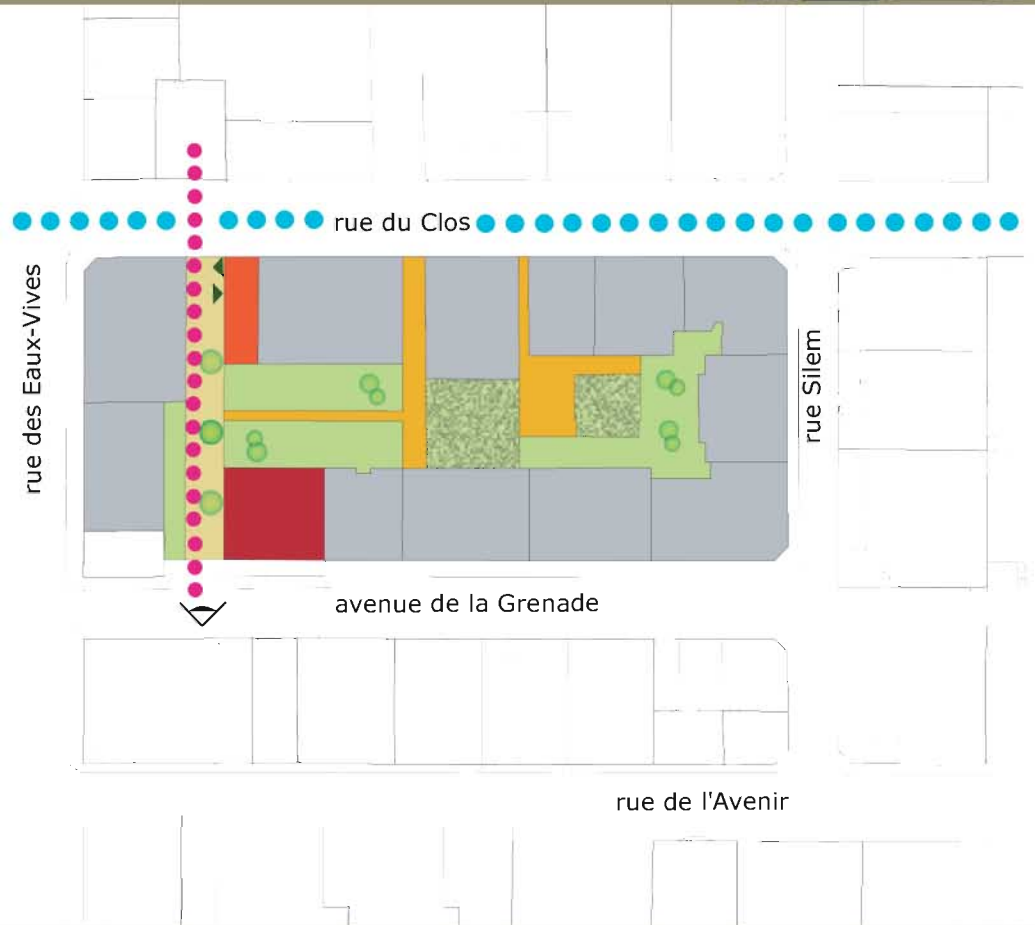 rue du Clos
rue des Eaux-Vives
rue Silem
avenue de la Grenade
rue de l'Avenir